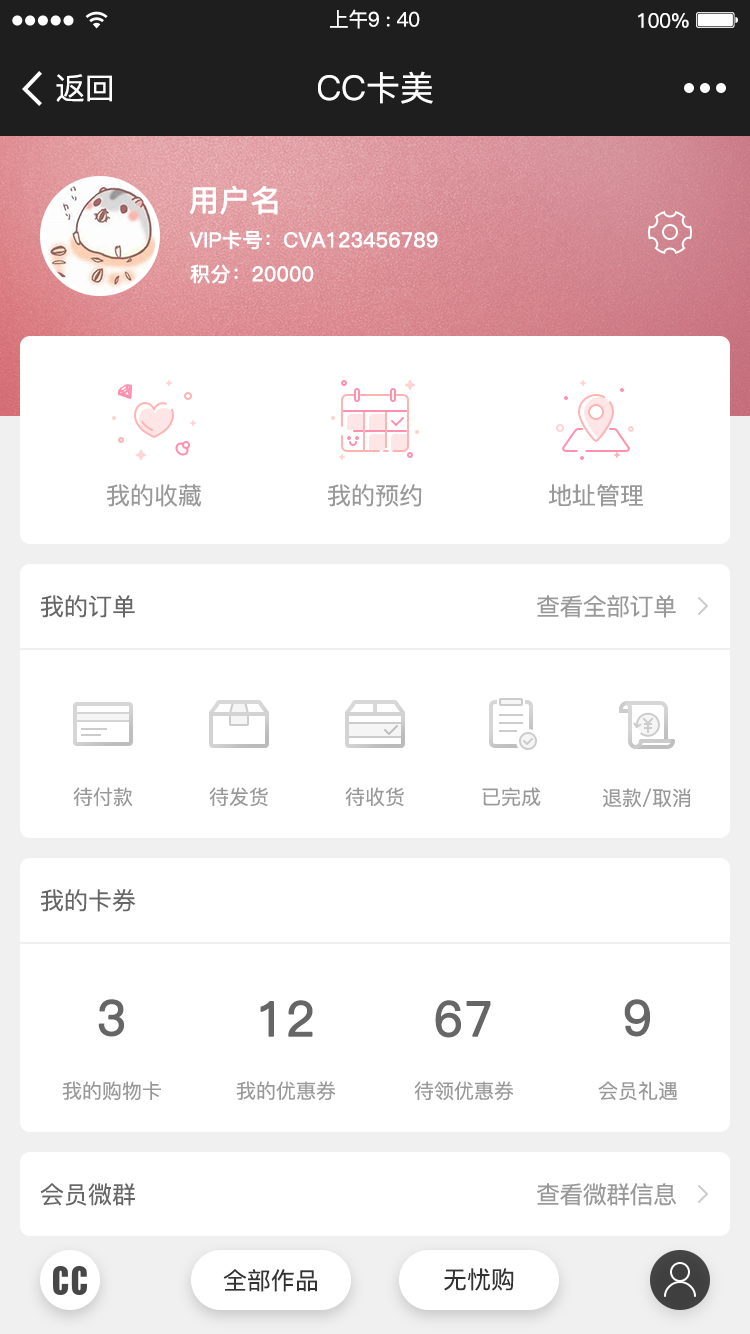 上午9 : 40
100%
返回
CC卡美
用户名
VIP卡号：CVA123456789
积分：20000
我的收藏 我的预约 地址管理
我的订单 查看全部订单
待付款 待发货 待收货 已完成 退款/取消
我的卡券
3 12 67 9
我的购物卡 我的优惠券 待领优惠券 会员礼遇
会员微群 查看微群信息
CC 全部作品 无忧购